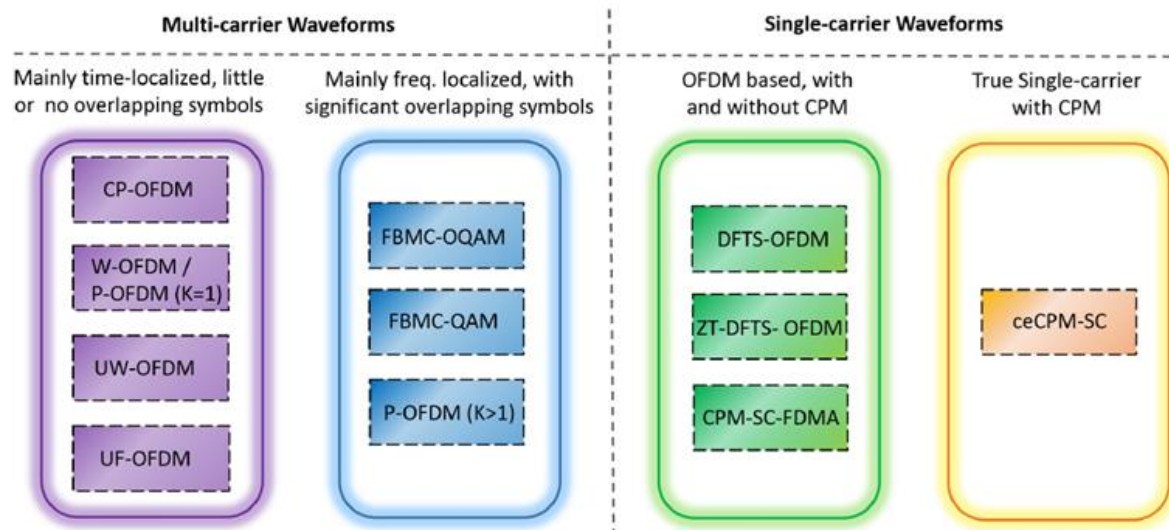 Multi-carrier Waveforms
Single-carrier Waveforms
Mainly time-localized, little
or no overlapping symbols
CP-OFDM
W-OFDM /
P-OFDM (K=1)
UW-OFDM
UF-OFDM
Mainly freq. localized, with
significant overlapping symbols
FBMC-OQAM
FBMC-QAM
P-OFDM (K>1)
OFDM based, with
and without CPM
DFTS-OFDM
ZT-DFTS- OFDM
CPM-SC-FDMA
True Single-carrier
with CPM
ceCPM-SC